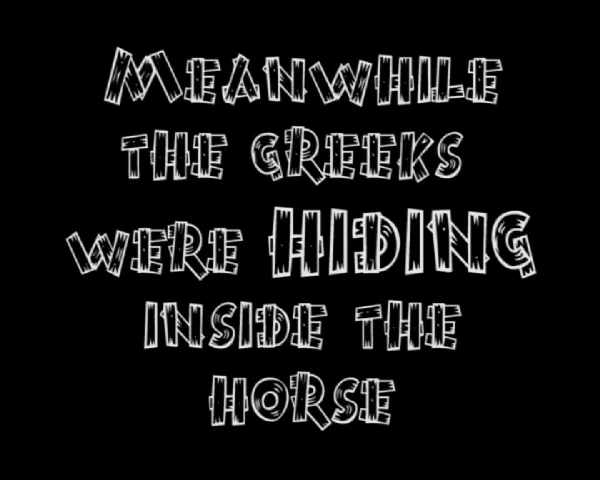 MEANWHILE
THE GREEKS
WERE HIDING
INSIDE THE
HORSE